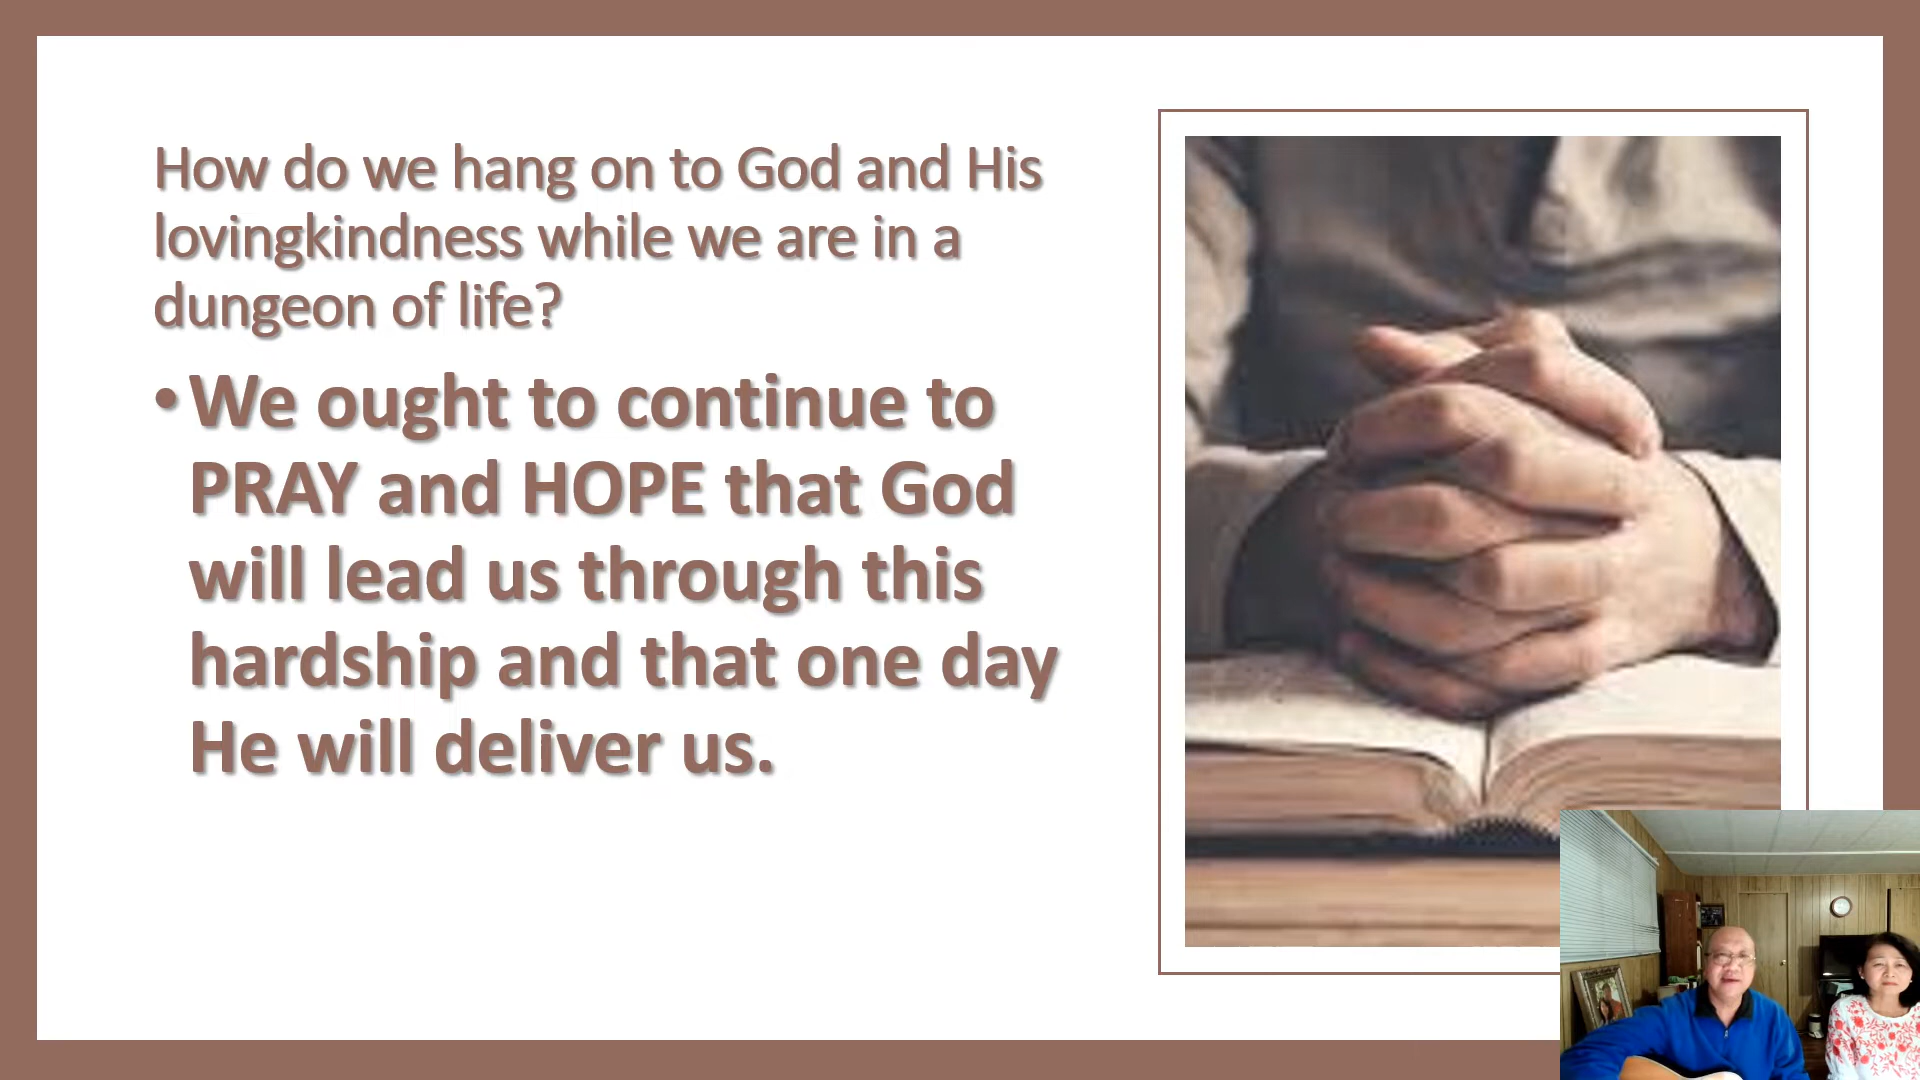 How do we hang on to God and His
lovingkindness while we are in a
dungeon of life?
• We ought to continue to
PRAY and HOPE that God
will lead us through this
hardship and that one day
He will deliver us.